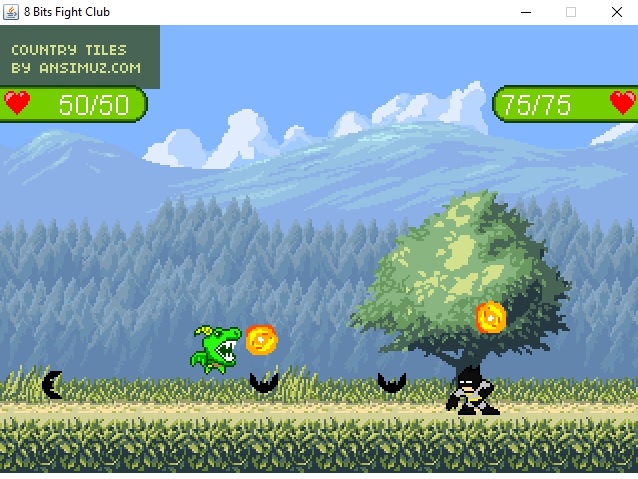 8 Bits Fight Club
COUNTRY TILES
BY ANSIMUZ.COM
50/50
75/75